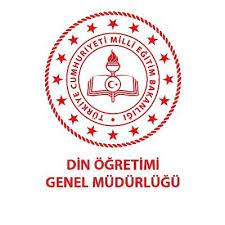 TÜRKİYE CUMHURİYETİ MİLLÎ EĞİTİM BAKANLIĞI
DİN ÖĞRETİMİ
GENEL MÜDÜRLÜĞÜ